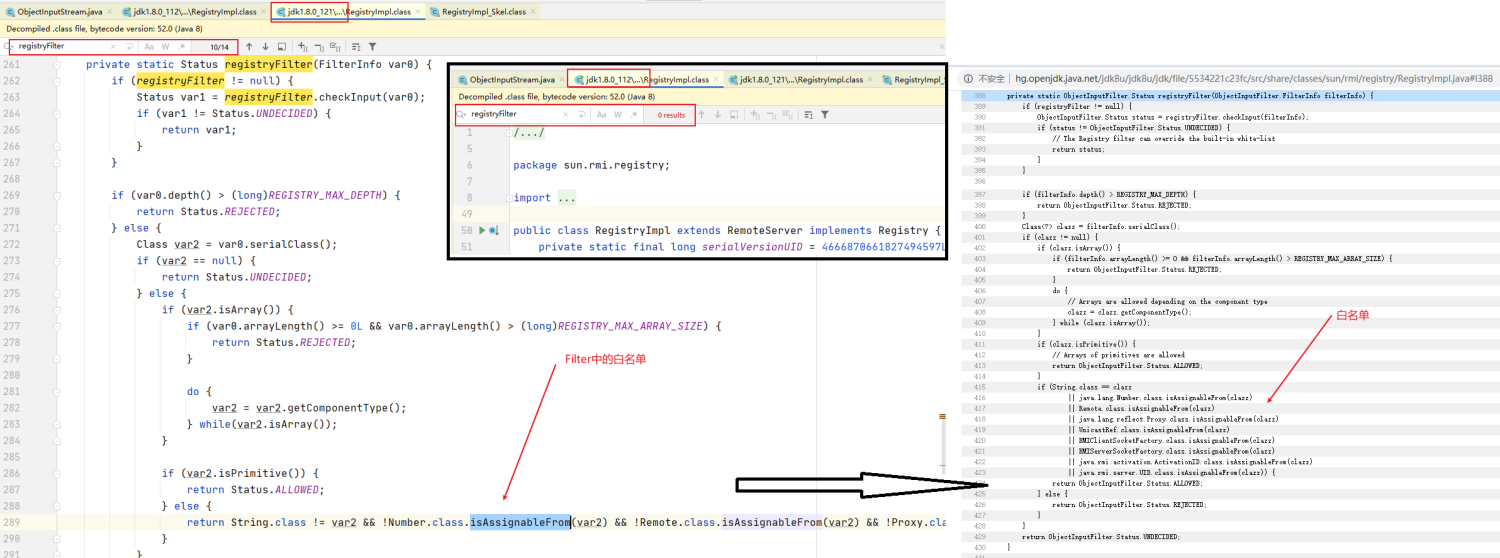 ObjectInputStream.java
jdk1.8.0_112\...\RegistryImpl.class
jdk1.8.0_121\...\RegistryImpl.class
RegistryImpl_Skel.class
Decompiled .class file, bytecode version: 52.0 (Java 8)
registryFilter
Aa W .* 10/14
261 private static Status registryFilter(FilterInfo var0) {
262 if (registryFilter != null) {
263 Status var1 = registryFilter.checkInput(var0);
264 if (var1 != Status.UNDECIDED) {
265 return var1;
266 }
267 }
268
269 if (var0.depth() > (long)REGISTRY_MAX_DEPTH) {
270 return Status.REJECTED;
271 } else {
272 Class var2 = var0.serialClass();
273 if (var2 == null) {
274 return Status.UNDECIDED;
275 } else {
276 if (var2.isArray()) {
277 if (var0.arrayLength() >= 0L && var0.arrayLength() > (long)REGISTRY_MAX_ARRAY_SIZE) {
278 return Status.REJECTED;
279 }
280
281 do {
282 var2 = var2.getComponentType();
283 } while(var2.isArray());
284 }
285
286 if (var2.isPrimitive()) {
287 return Status.ALLOWED;
288 } else {
289 return String.class != var2 && !Number.class.isAssignableFrom(var2) && !Remote.class.isAssignableFrom(var2) && !Proxy.cla
290 }
291 }
Filter中的白名单
ObjectInputStream.java
jdk1.8.0_112\...\RegistryImpl.class
jdk1.8.0_121\...\RegistryImpl.class
RegistryImpl_S
Decompiled .class file, bytecode version: 52.0 (Java 8)
registryFilter
Aa W .* 0 results
1 /.../
5
6 package sun.rmi.registry;
7
8 import ...
49
50 public class RegistryImpl extends RemoteServer implements Registry {
51 private static final long serialVersionUID = 4666870661827494597L
不安全 | hg.openjdk.java.net/jdk8u/jdk8u/jdk/file/5534221c23fc/src/share/classes/sun/rmi/registry/RegistryImpl.java#l388
388 private static ObjectInputFilter.Status registryFilter(ObjectInputFilter.FilterInfo filterInfo) {
389 if (registryFilter != null) {
390 ObjectInputFilter.Status status = registryFilter.checkInput(filterInfo);
391 if (status != ObjectInputFilter.Status.UNDECIDED) {
392 // The Registry filter can override the built-in white-list
393 return status;
394 }
395 }
396
397 if (filterInfo.depth() > REGISTRY_MAX_DEPTH) {
398 return ObjectInputFilter.Status.REJECTED;
399 }
400 Class<?> clazz = filterInfo.serialClass();
401 if (clazz != null) {
402 if (clazz.isArray()) {
403 if (filterInfo.arrayLength() >= 0 && filterInfo.arrayLength() > REGISTRY_MAX_ARRAY_SIZE) {
404 return ObjectInputFilter.Status.REJECTED;
405 }
406 do {
407 // Arrays are allowed depending on the component type
408 clazz = clazz.getComponentType();
409 } while (clazz.isArray());
410 }
411 if (clazz.isPrimitive()) {
412 // Arrays of primitives are allowed
413 return ObjectInputFilter.Status.ALLOWED;
414 }
415 if (String.class == clazz
416 || java.lang.Number.class.isAssignableFrom(clazz)
417 || Remote.class.isAssignableFrom(clazz)
418 || java.lang.reflect.Proxy.class.isAssignableFrom(clazz)
419 || UnicastRef.class.isAssignableFrom(clazz)
420 || RMIClientSocketFactory.class.isAssignableFrom(clazz)
421 || RMIServerSocketFactory.class.isAssignableFrom(clazz)
422 || java.rmi.activation.ActivationID.class.isAssignableFrom(clazz)
423 || java.rmi.server.UID.class.isAssignableFrom(clazz)) {
return ObjectInputFilter.Status.ALLOWED;
425 } else {
426 return ObjectInputFilter.Status.REJECTED;
427 }
428 }
429 return ObjectInputFilter.Status.UNDECIDED;
430 }
白名单